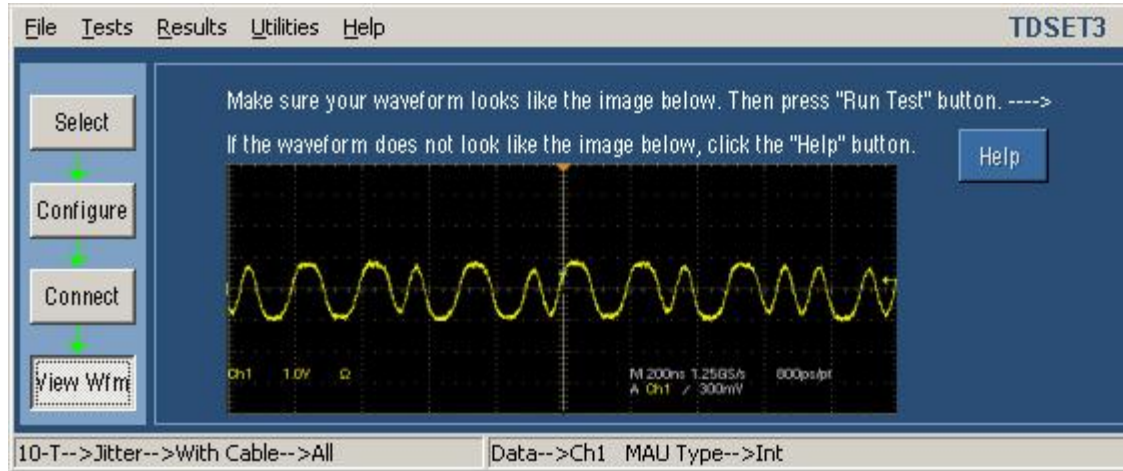 File Tests Results Utilities Help TDSET3
Make sure your waveform looks like the image below. Then press "Run Test" button. ---->
If the waveform does not look like the image below, click the "Help" button.
Help
Select
Configure
Connect
View Wfm
Ch1 1.0V Ω M 200ns 1.25GS/s 800ps/pt
A Ch1 / 300mV
10-T-->Jitter-->With Cable-->All Data-->Ch1 MAU Type-->Int